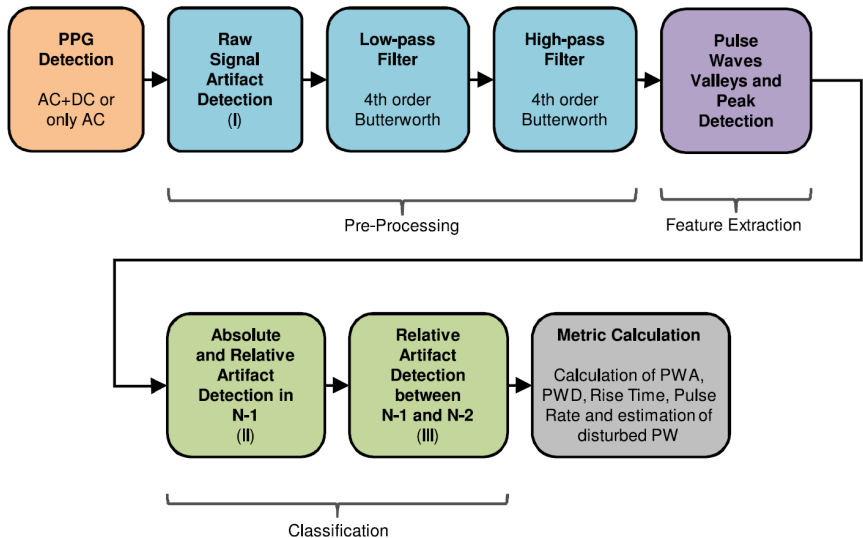 PPG
Detection
AC+DC or
only AC
Raw
Signal
Artifact
Detection
(I)
Low-pass
Filter
4th order
Butterworth
High-pass
Filter
4th order
Butterworth
Pulse
Waves
Valleys and
Peak
Detection
Pre-Processing
Feature Extraction
Absolute
and Relative
Artifact
Detection in
N-1
(II)
Relative
Artifact
Detection
between
N-1 and N-2
(III)
Metric Calculation
Calculation of PWA,
PWD, Rise Time, Pulse
Rate and estimation of
disturbed PW
Classification